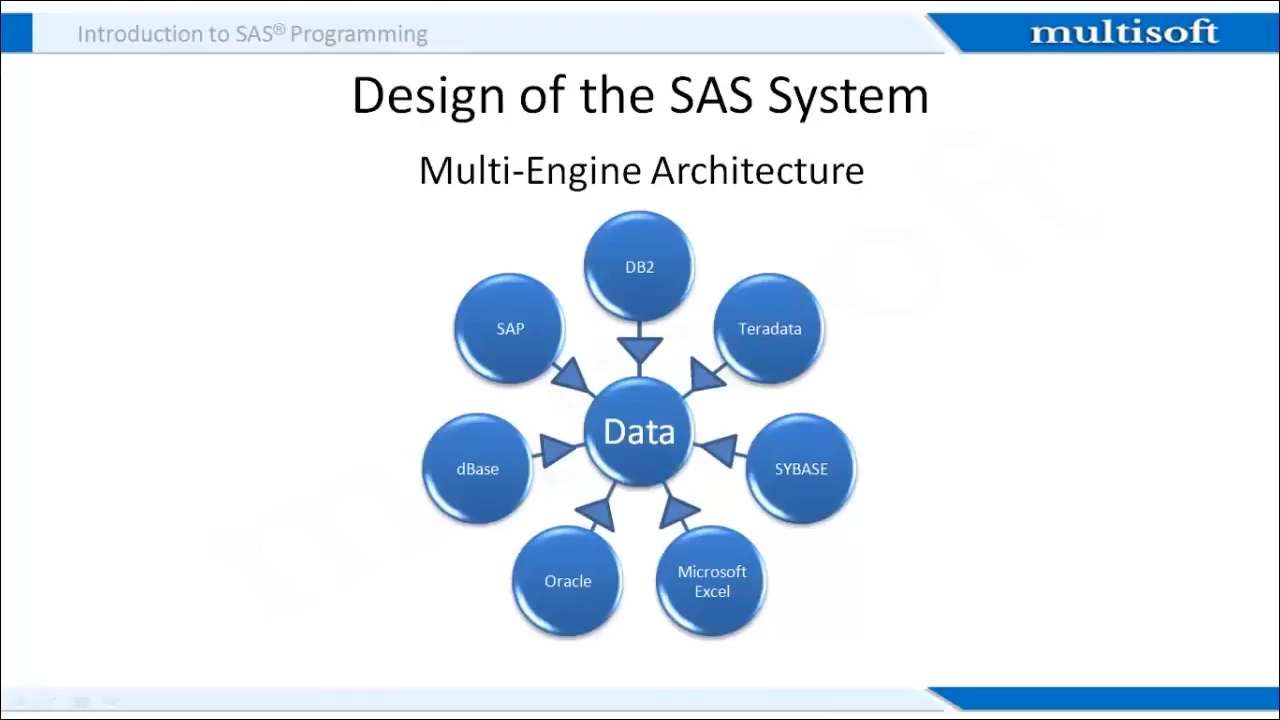 Introduction to SAS® Programming
multisoft
Design of the SAS System
Multi-Engine Architecture
DB2
SAP
Teradata
Data
dBase
SYBASE
Oracle
Microsoft
Excel